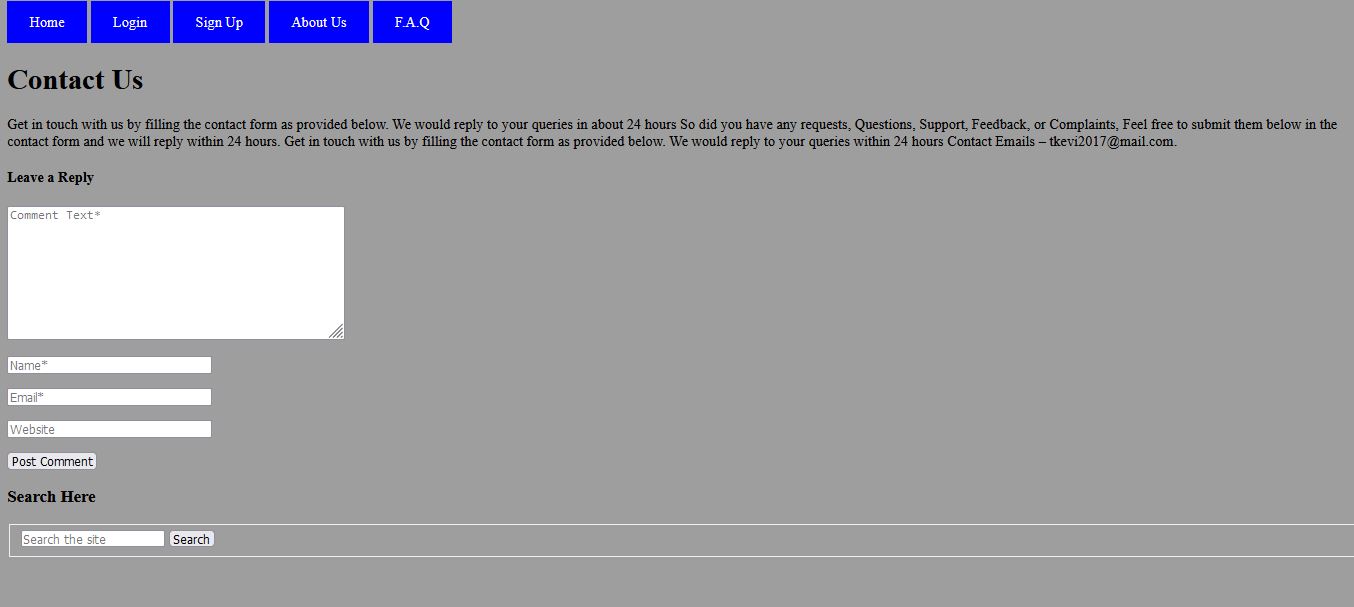 Home Login Sign Up About Us F.A.Q
Contact Us
Get in touch with us by filling the contact form as provided below. We would reply to your queries in about 24 hours So did you have any requests, Questions, Support, Feedback, or Complaints, Feel free to submit them below in the
contact form and we will reply within 24 hours. Get in touch with us by filling the contact form as provided below. We would reply to your queries within 24 hours Contact Emails – tkevi2017@mail.com.
Leave a Reply
Comment Text*
Name*
Email*
Website
Post Comment
Search Here
Search the site Search